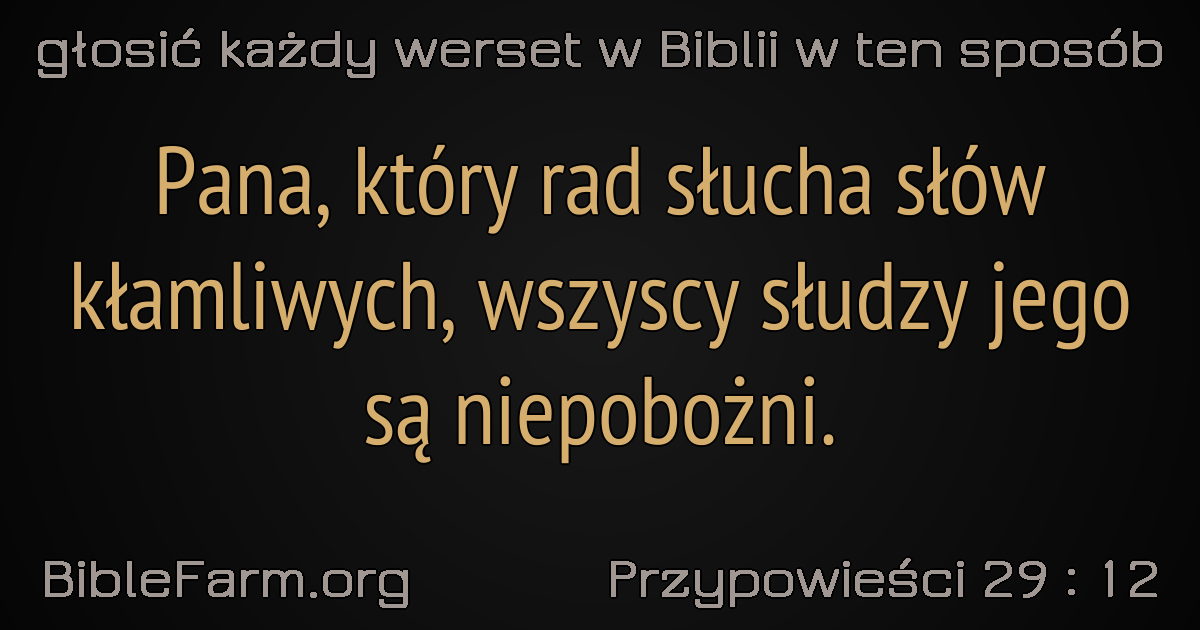 głosić każdy werset w Biblii w ten sposób
Pana, który rad słucha słów
kłamliwych, wszyscy słudzy jego
są niepobożni.
BibleFarm.org
Przypowieści 29 : 12